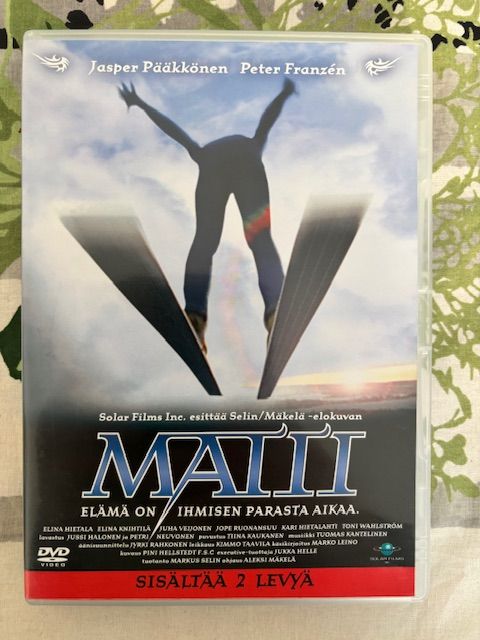 Jasper Pääkkönen Peter Franzén
Solar Films Inc. esittää Selin/Mäkelä -elokuvan
MATTI
ELÄMÄ ON IHMISEN PARASTA AIKAA.
ELINA HIETALA ELINA KNIHTILÄ JUHA VEIJONEN JOPE RUONANSUU KARI HIETALAHTI TONI WAHLSTRÖM
lavastus JUSSI HALONEN ja PETRI NEUVONEN puvustus TIINA KAUKANEN musiikki TUOMAS KANTELINEN
äänisuunnittelu JYRKI RAHKONEN leikkaus KIMMO TAAVILA käsikirjoitus MARKO LEINO
kuvaus PINI HELLSTEDT F.S.C executive-tuottaja JUKKA HELLE
tuotanto MARKUS SELIN ohjaus ALEKSI MÄKELÄ
DVD
VIDEO
SOLAR FILMS
SISÄLTÄÄ 2 LEVYÄ